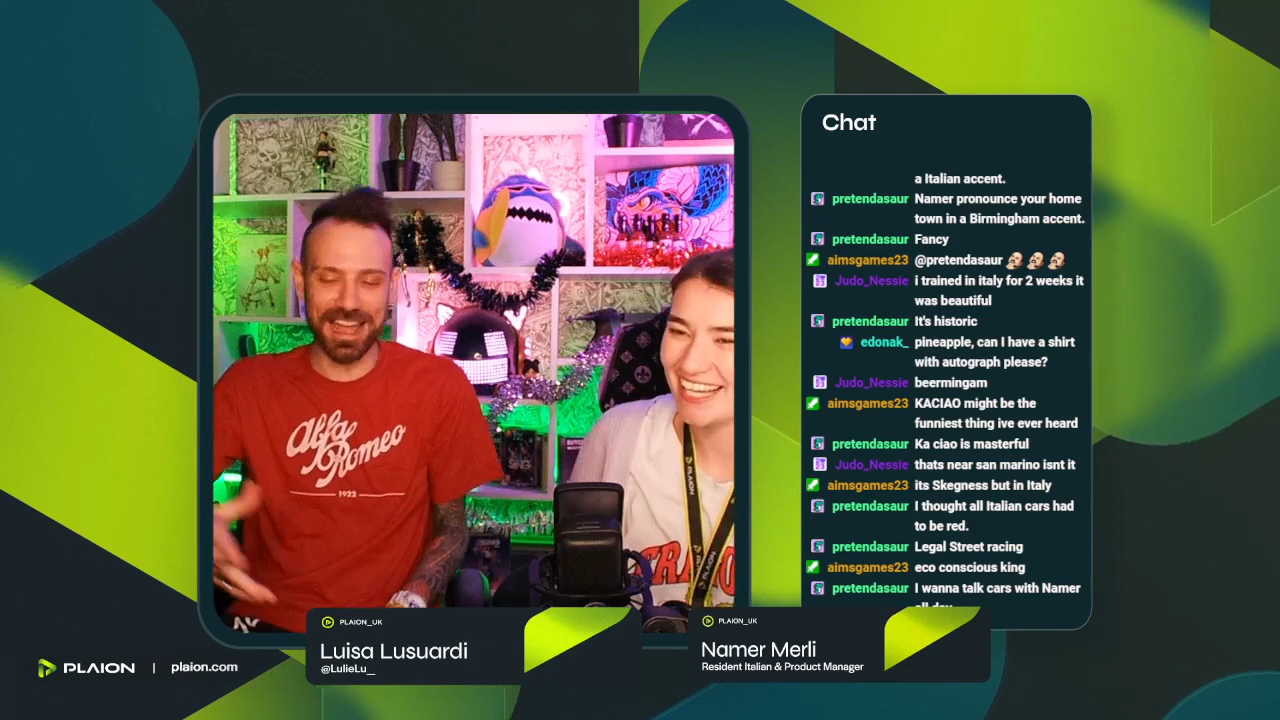 Chat
a Italian accent.
pretendasaur Namer pronounce your home
town in a Birmingham accent.
pretendasaur Fancy
aimsgames23 @pretendasaur
Judo_Nessie i trained in italy for 2 weeks it
was beautiful
pretendasaur It's historic
edonak_ pineapple, can I have a shirt
with autograph please?
Judo_Nessie beermingam
aimsgames23 KACIAO might be the
funniest thing ive ever heard
pretendasaur Ka ciao is masterful
Judo_Nessie thats near san marino isnt it
aimsgames23 its Skegness but in Italy
pretendasaur I thought all Italian cars had
to be red.
pretendasaur Legal Street racing
aimsgames23 eco conscious king
pretendasaur I wanna talk cars with Namer
Alfa
Romeo
1922
PLAION
PLAION
SING
PLAION_UK
Luisa Lusuardi
@LulieLu__
PLAION_UK
Namer Merli
Resident Italian & Product Manager
PLAION | plaion.com